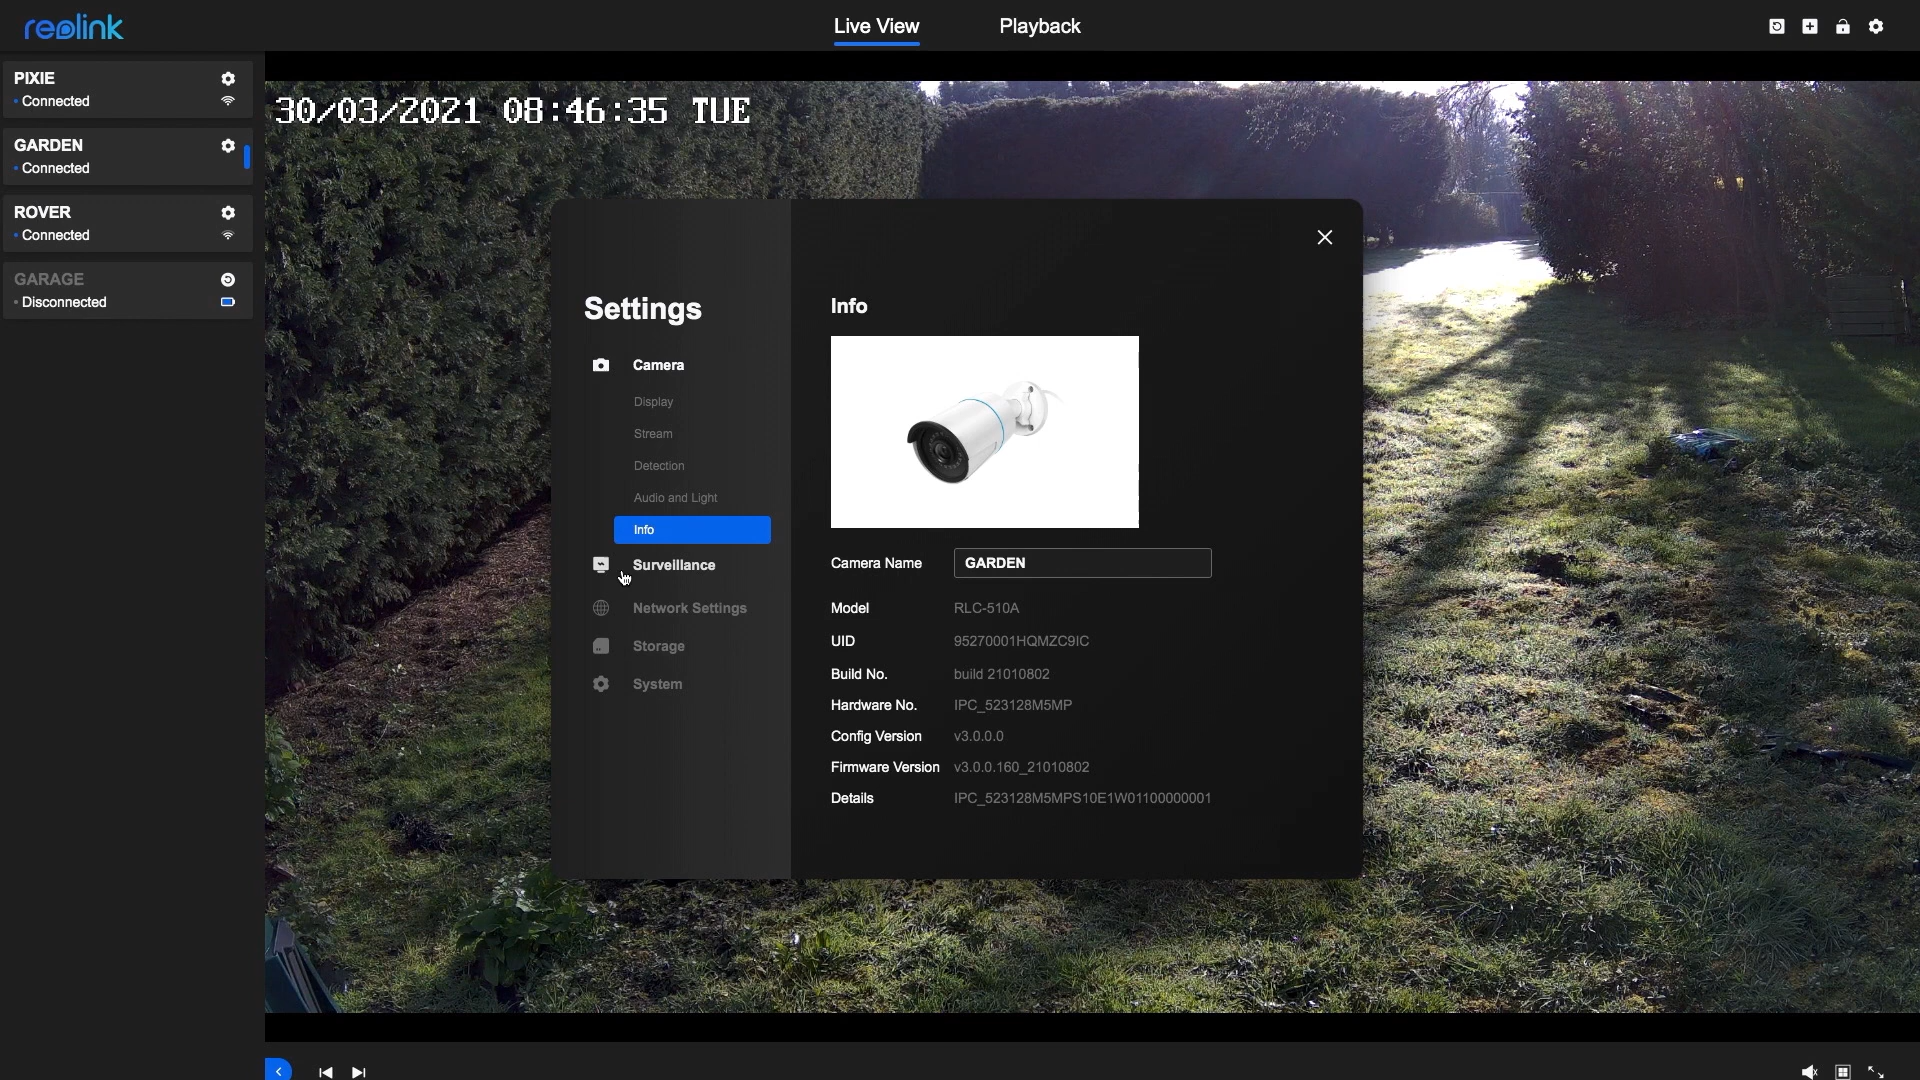 reolink
Live View
Playback
PIXIE
Connected
GARDEN
Connected
ROVER
Connected
GARAGE
Disconnected
30/03/2021 08:46:35 TUE
Settings
Camera
Display
Stream
Detection
Audio and Light
Info
Surveillance
Network Settings
Storage
System
Info
Camera Name GARDEN
Model RLC-510A
UID 95270001HQMZC9IC
Build No. build 21010802
Hardware No. IPC_523128M5MP
Config Version v3.0.0.0
Firmware Version v3.0.0.160_21010802
Details IPC_523128M5MPS10E1W01100000001